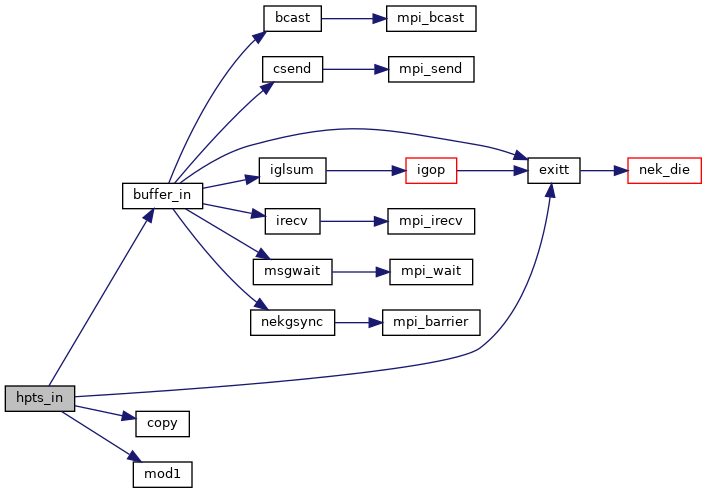 bcast
mpi_bcast
csend
mpi_send
iglsum
igop
exitt
nek_die
buffer_in
irecv
mpi_irecv
msgwait
mpi_wait
nekgsync
mpi_barrier
hpts_in
copy
mod1